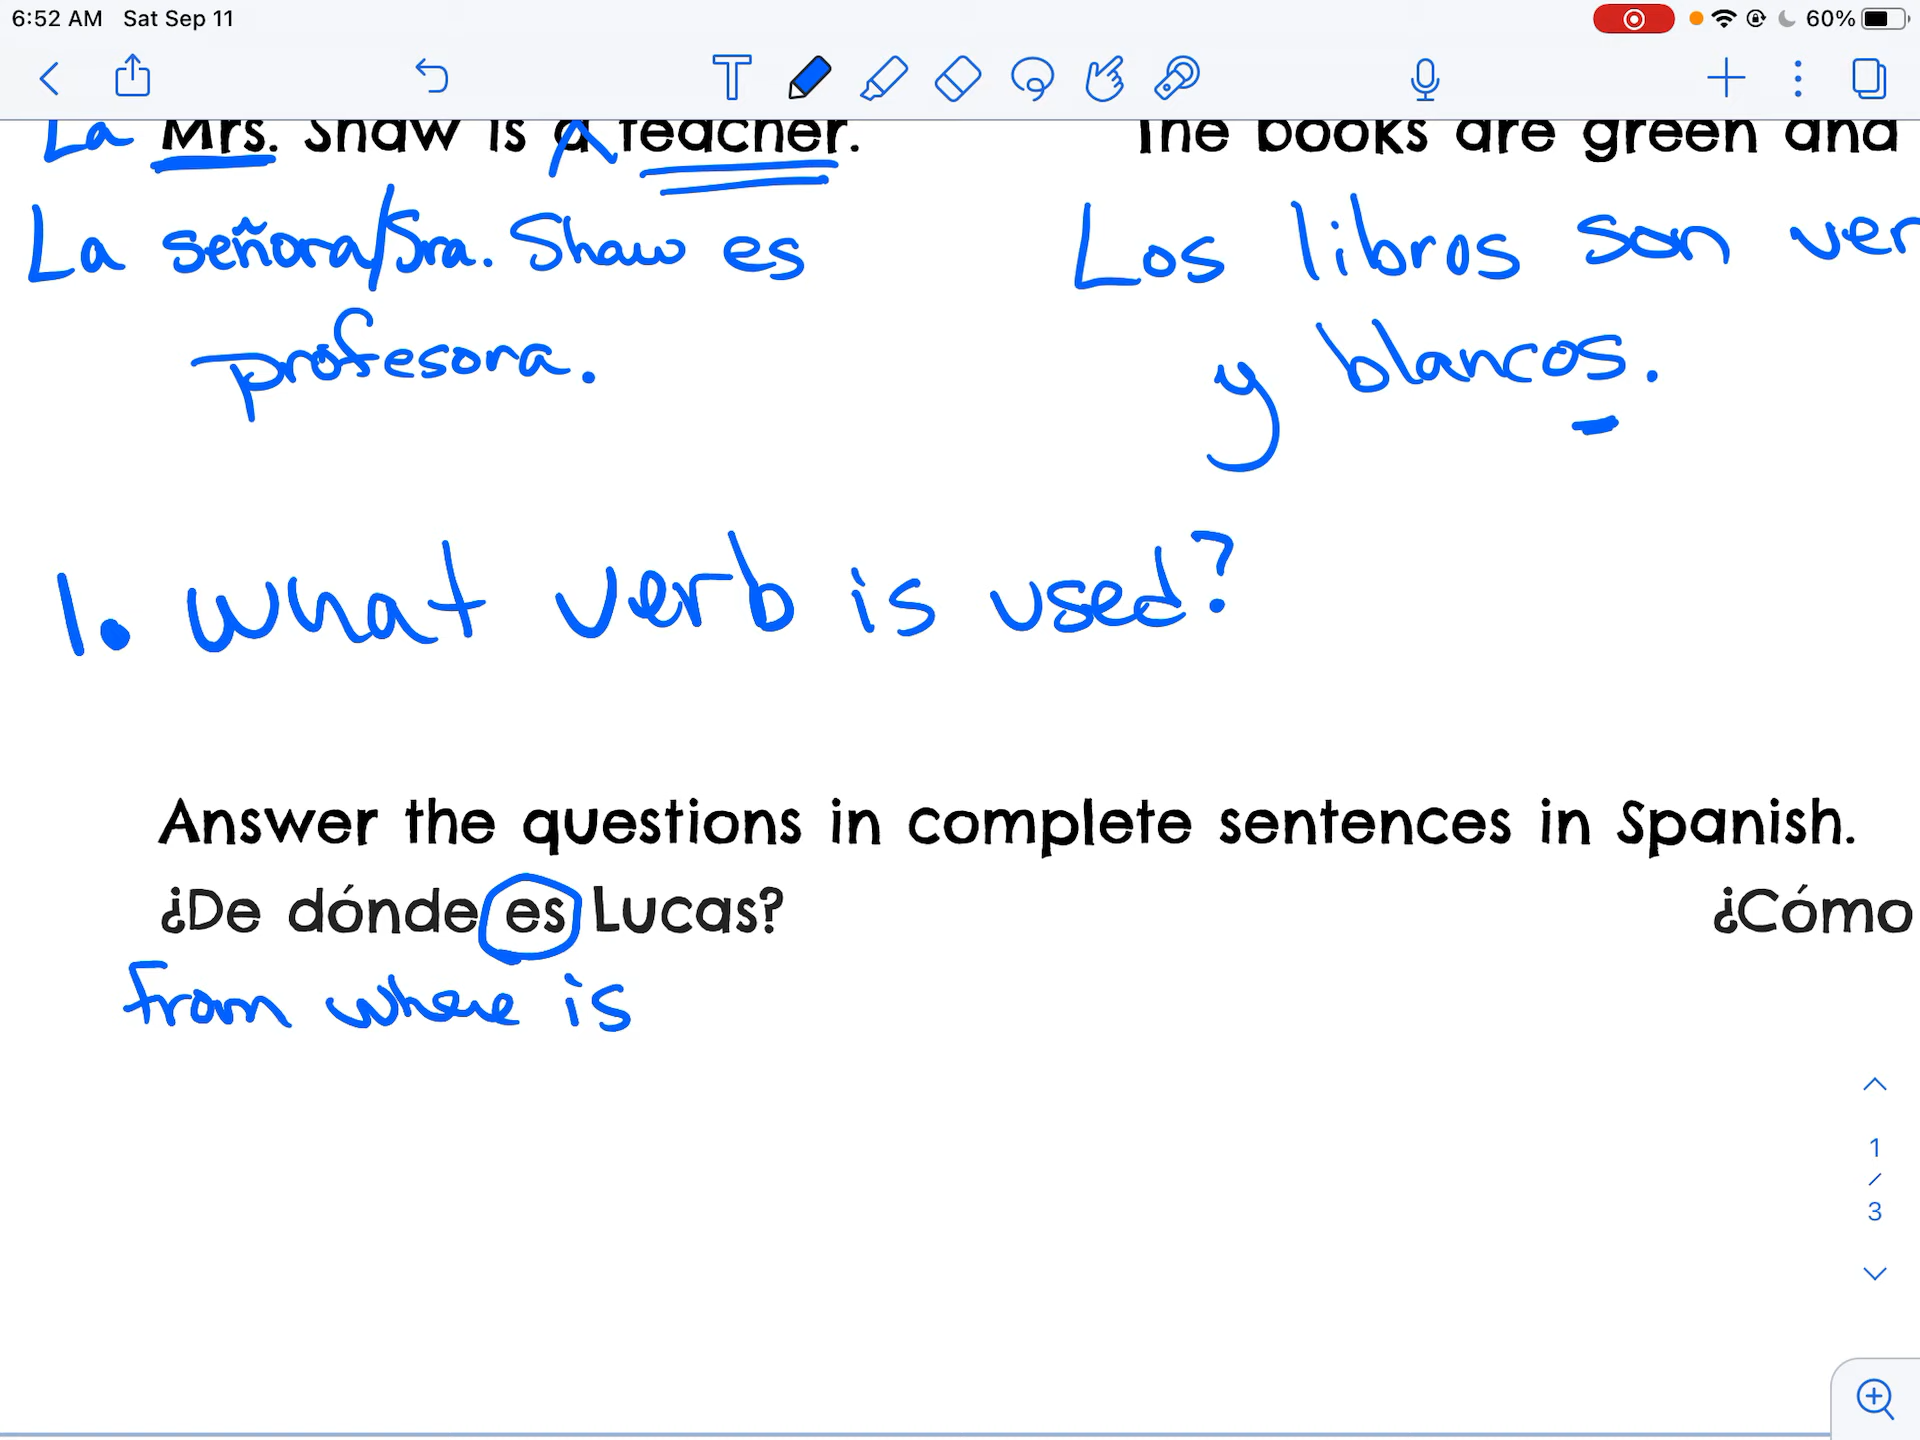 6:52 AM Sat Sep 11
60%
La Mrs. Shaw is a teacher.
The books are green and
La señora/Sra. Shaw es
profesora.
Los libros son ver
y blancos.
1. What verb is used?
Answer the questions in complete sentences in Spanish.
¿De dónde es Lucas?
¿Cómo
from where is
1
/
3